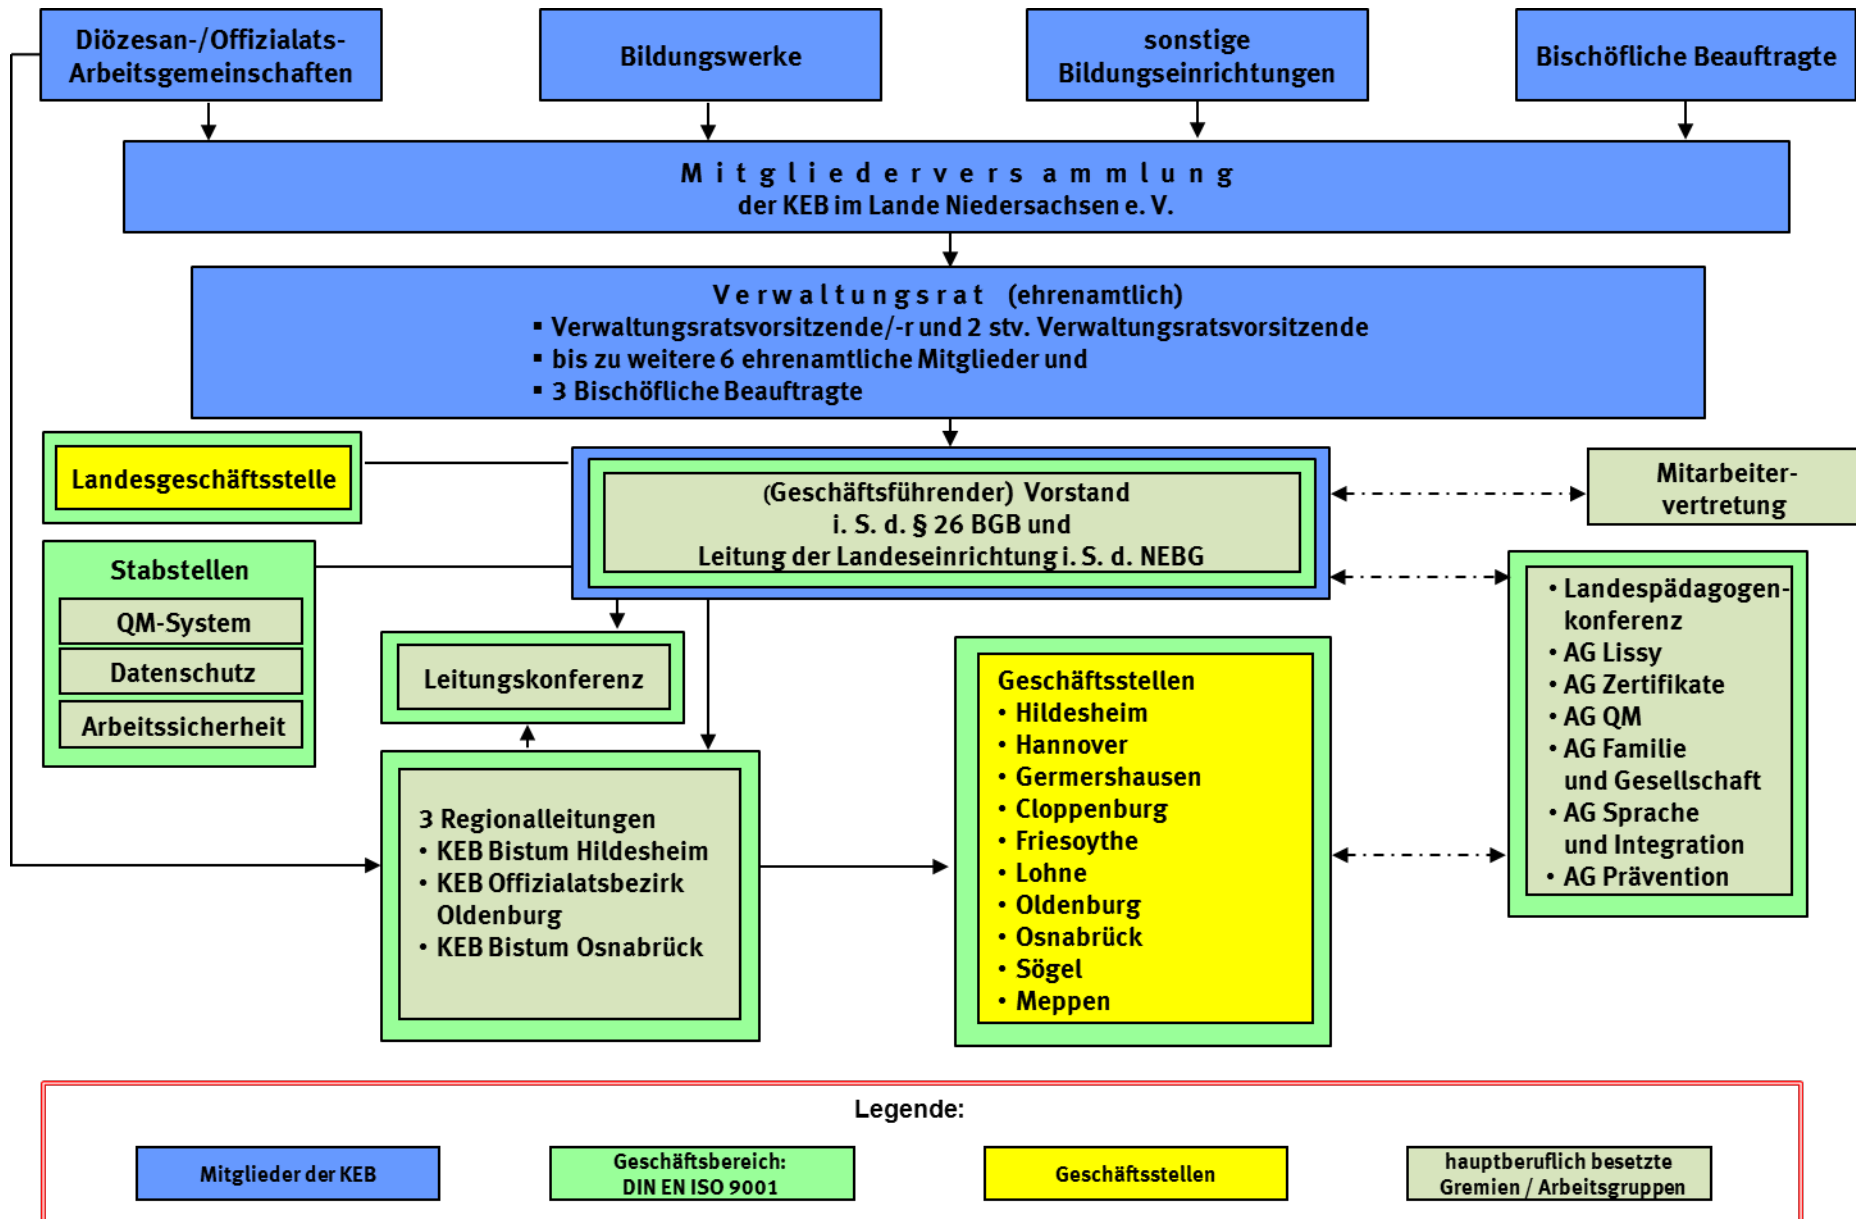 Diözesan-/Offizialats-
Arbeitsgemeinschaften
Bildungswerke
sonstige
Bildungseinrichtungen
Bischöfliche Beauftragte
Mitgliederversammlung
der KEB im Lande Niedersachsen e. V.
Verwaltungsrat (ehrenamtlich)
▪ Verwaltungsratsvorsitzende/-r und 2 stv. Verwaltungsratsvorsitzende
▪ bis zu weitere 6 ehrenamtliche Mitglieder und
▪ 3 Bischöfliche Beauftragte
Landesgeschäftsstelle
(Geschäftsführender) Vorstand
i. S. d. § 26 BGB und
Leitung der Landeseinrichtung i. S. d. NEBG
Mitarbeiter-
vertretung
Stabstellen
QM-System
Datenschutz
Arbeitssicherheit
Leitungskonferenz
3 Regionalleitungen
• KEB Bistum Hildesheim
• KEB Offizialatsbezirk
Oldenburg
• KEB Bistum Osnabrück
Geschäftsstellen
• Hildesheim
• Hannover
• Germershausen
• Cloppenburg
• Friesoythe
• Lohne
• Oldenburg
• Osnabrück
• Sögel
• Meppen
• Landespädagogen-
konferenz
• AG Lissy
• AG Zertifikate
• AG QM
• AG Familie
und Gesellschaft
• AG Sprache
und Integration
• AG Prävention
Legende:
Mitglieder der KEB
Geschäftsbereich:
DIN EN ISO 9001
Geschäftsstellen
hauptberuflich besetzte
Gremien / Arbeitsgruppen